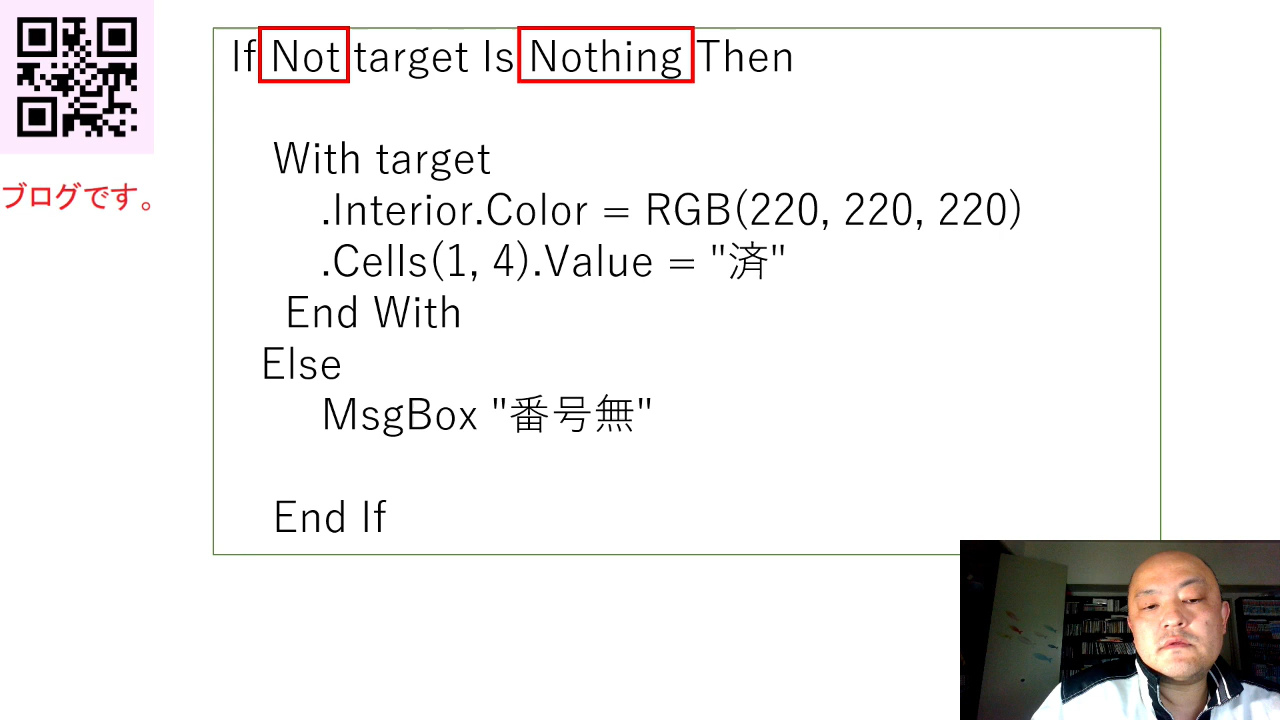 If Not target Is Nothing Then
With target
.Interior.Color = RGB(220, 220, 220)
.Cells(1, 4).Value = "済"
End With
Else
MsgBox "番号無"
End If
ブログです。